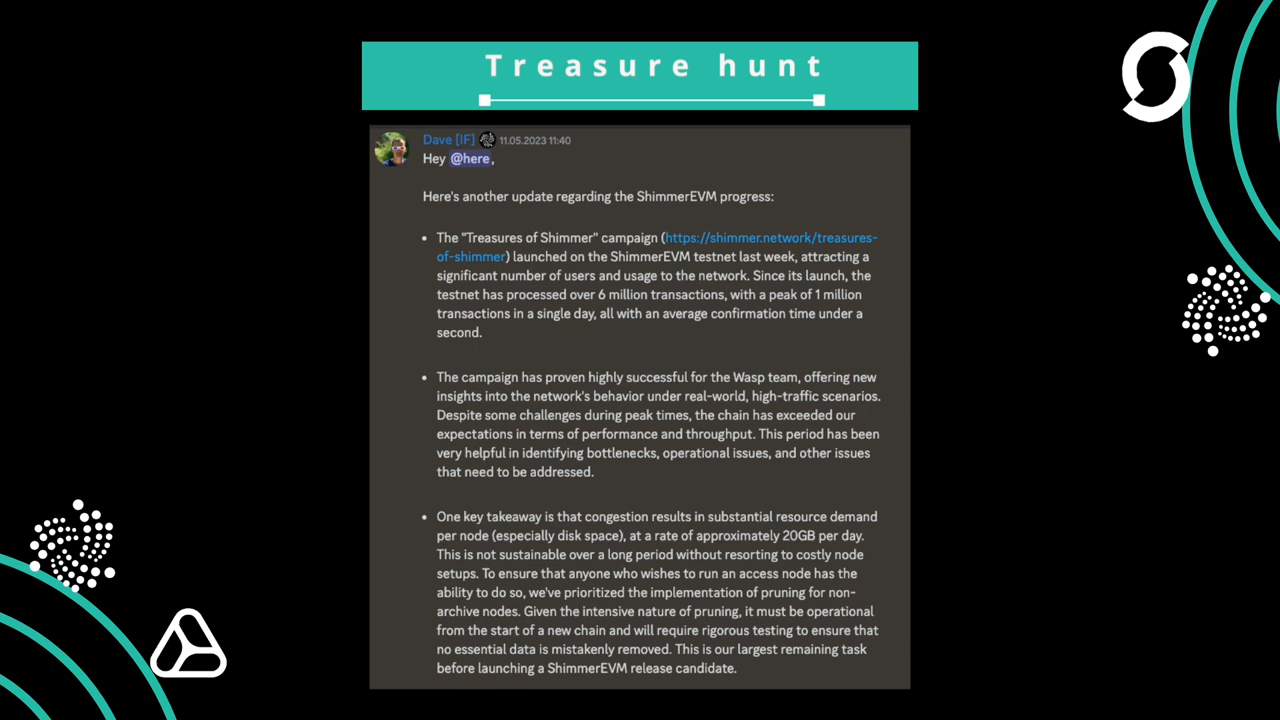 Treasure hunt
Dave [IF] 11.05.2023 11:40
Hey @here,
Here's another update regarding the ShimmerEVM progress:
• The "Treasures of Shimmer" campaign (https://shimmer.network/treasures-
of-shimmer) launched on the ShimmerEVM testnet last week, attracting a
significant number of users and usage to the network. Since its launch, the
testnet has processed over 6 million transactions, with a peak of 1 million
transactions in a single day, all with an average confirmation time under a
second.
• The campaign has proven highly successful for the Wasp team, offering new
insights into the network's behavior under real-world, high-traffic scenarios.
Despite some challenges during peak times, the chain has exceeded our
expectations in terms of performance and throughput. This period has been
very helpful in identifying bottlenecks, operational issues, and other issues
that need to be addressed.
• One key takeaway is that congestion results in substantial resource demand
per node (especially disk space), at a rate of approximately 20GB per day.
This is not sustainable over a long period without resorting to costly node
setups. To ensure that anyone who wishes to run an access node has the
ability to do so, we've prioritized the implementation of pruning for non-
archive nodes. Given the intensive nature of pruning, it must be operational
from the start of a new chain and will require rigorous testing to ensure that
no essential data is mistakenly removed. This is our largest remaining task
before launching a ShimmerEVM release candidate.